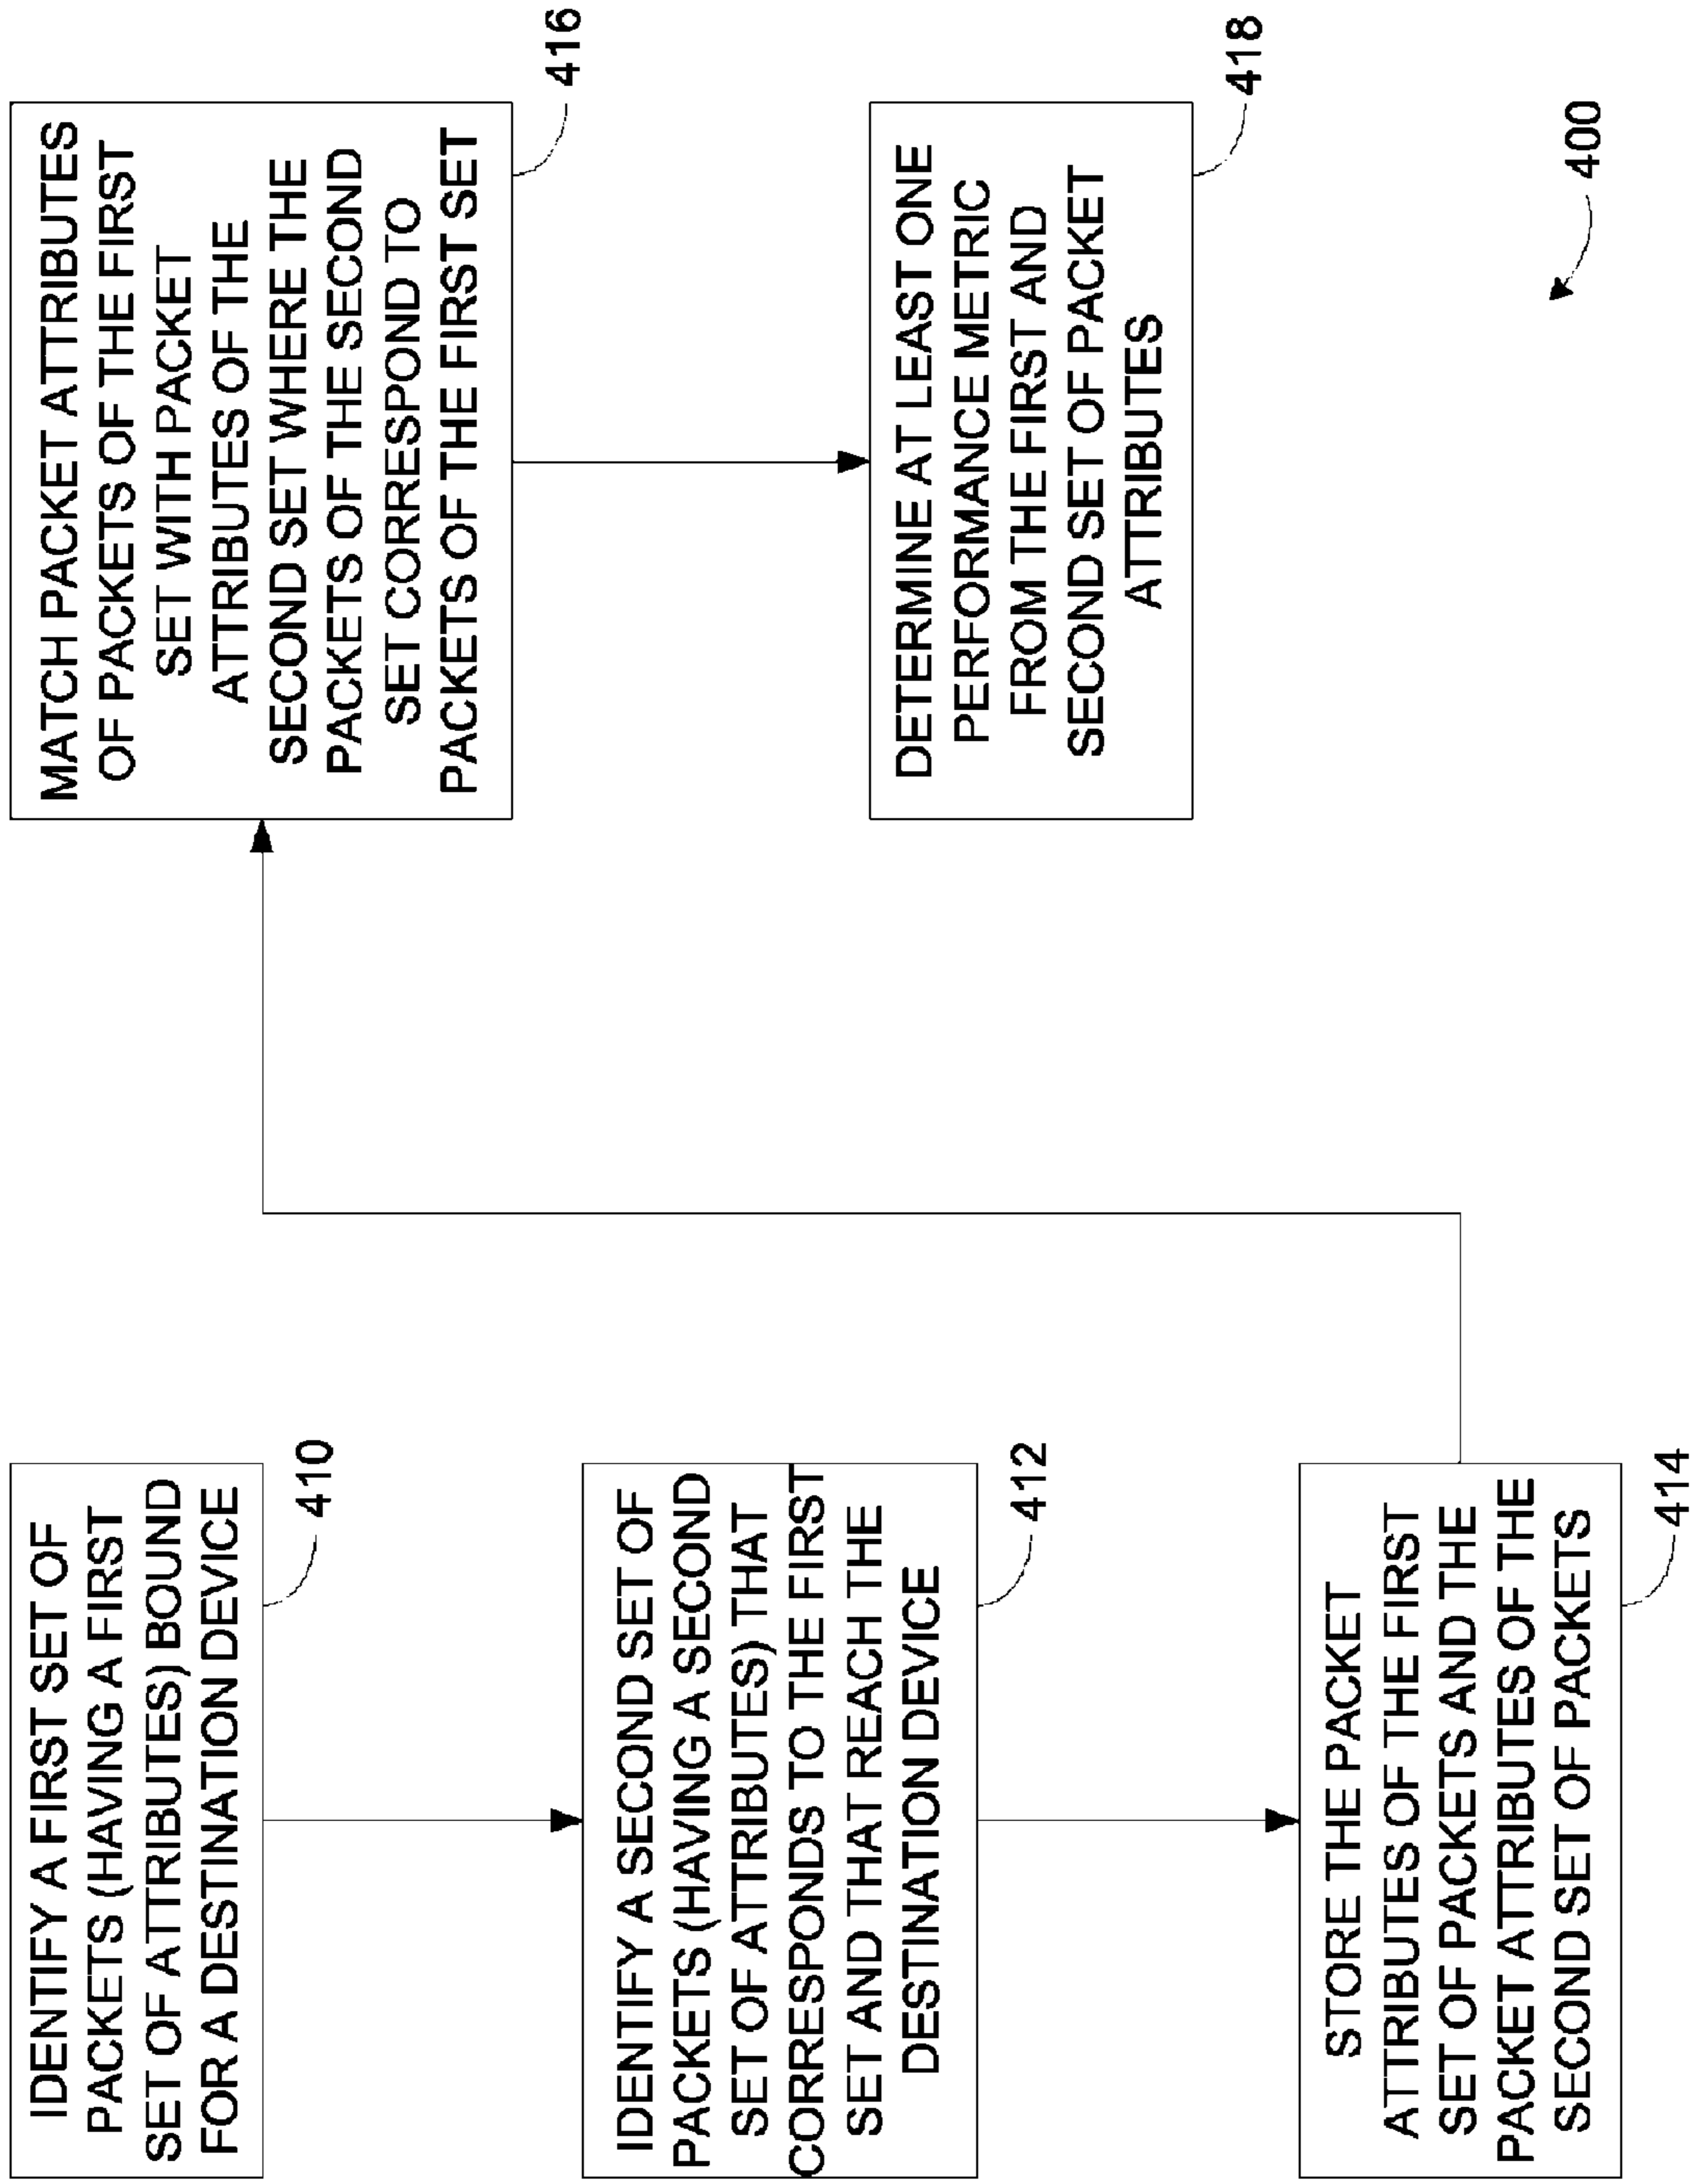 IDENTIFY A FIRST SET OF
PACKETS (HAVING A FIRST
SET OF ATTRIBUTES) BOUND
FOR A DESTINATION DEVICE
410
IDENTIFY A SECOND SET OF
PACKETS (HAVING A SECOND
SET OF ATTRIBUTES) THAT
CORRESPONDS TO THE FIRST
SET AND THAT REACH THE
DESTINATION DEVICE
412
STORE THE PACKET
ATTRIBUTES OF THE FIRST
SET OF PACKETS AND THE
PACKET ATTRIBUTES OF THE
SECOND SET OF PACKETS
414
MATCH PACKET ATTRIBUTES
OF PACKETS OF THE FIRST
SET WITH PACKET
ATTRIBUTES OF THE
SECOND SET WHERE THE
PACKETS OF THE SECOND
SET CORRESPOND TO
PACKETS OF THE FIRST SET
416
DETERMINE AT LEAST ONE
PERFORMANCE METRIC
FROM THE FIRST AND
SECOND SET OF PACKET
ATTRIBUTES
418
400